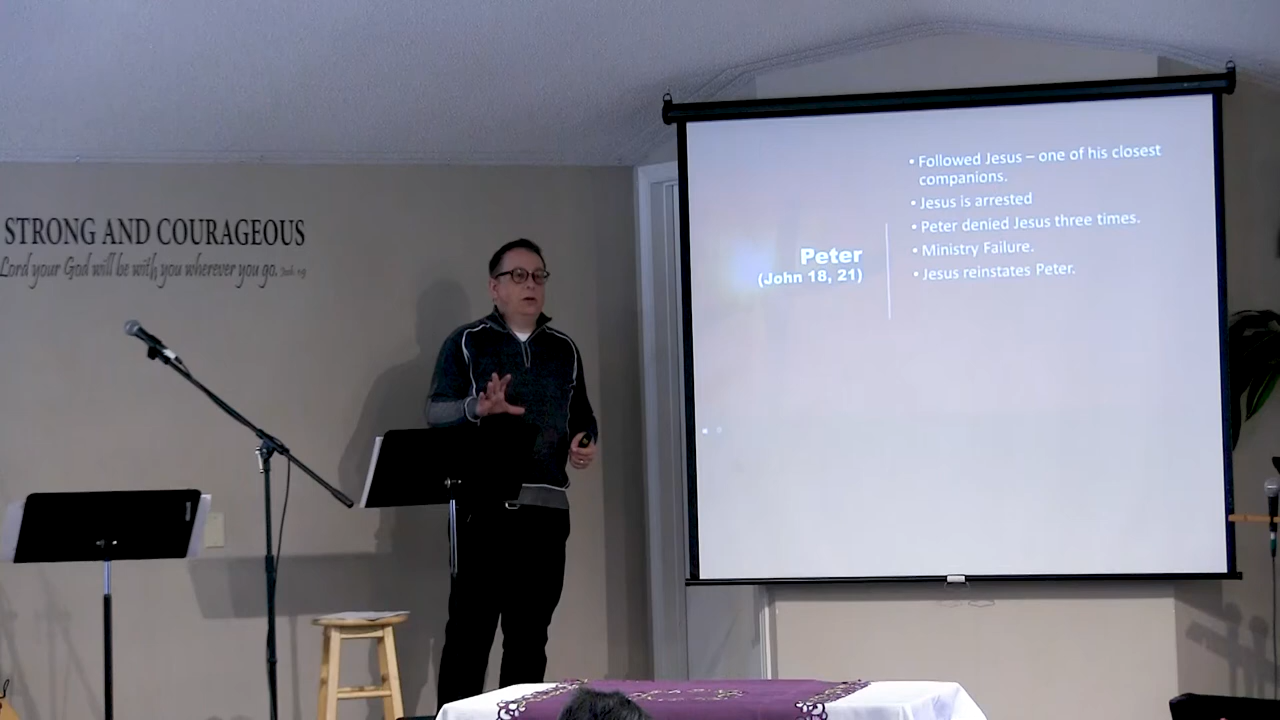 STRONG AND COURAGEOUS
Lord your God will be with you wherever you go.
Peter
(John 18, 21)
• Followed Jesus – one of his closest
companions.
• Jesus is arrested
• Peter denied Jesus three times.
• Ministry Failure.
• Jesus reinstates Peter.